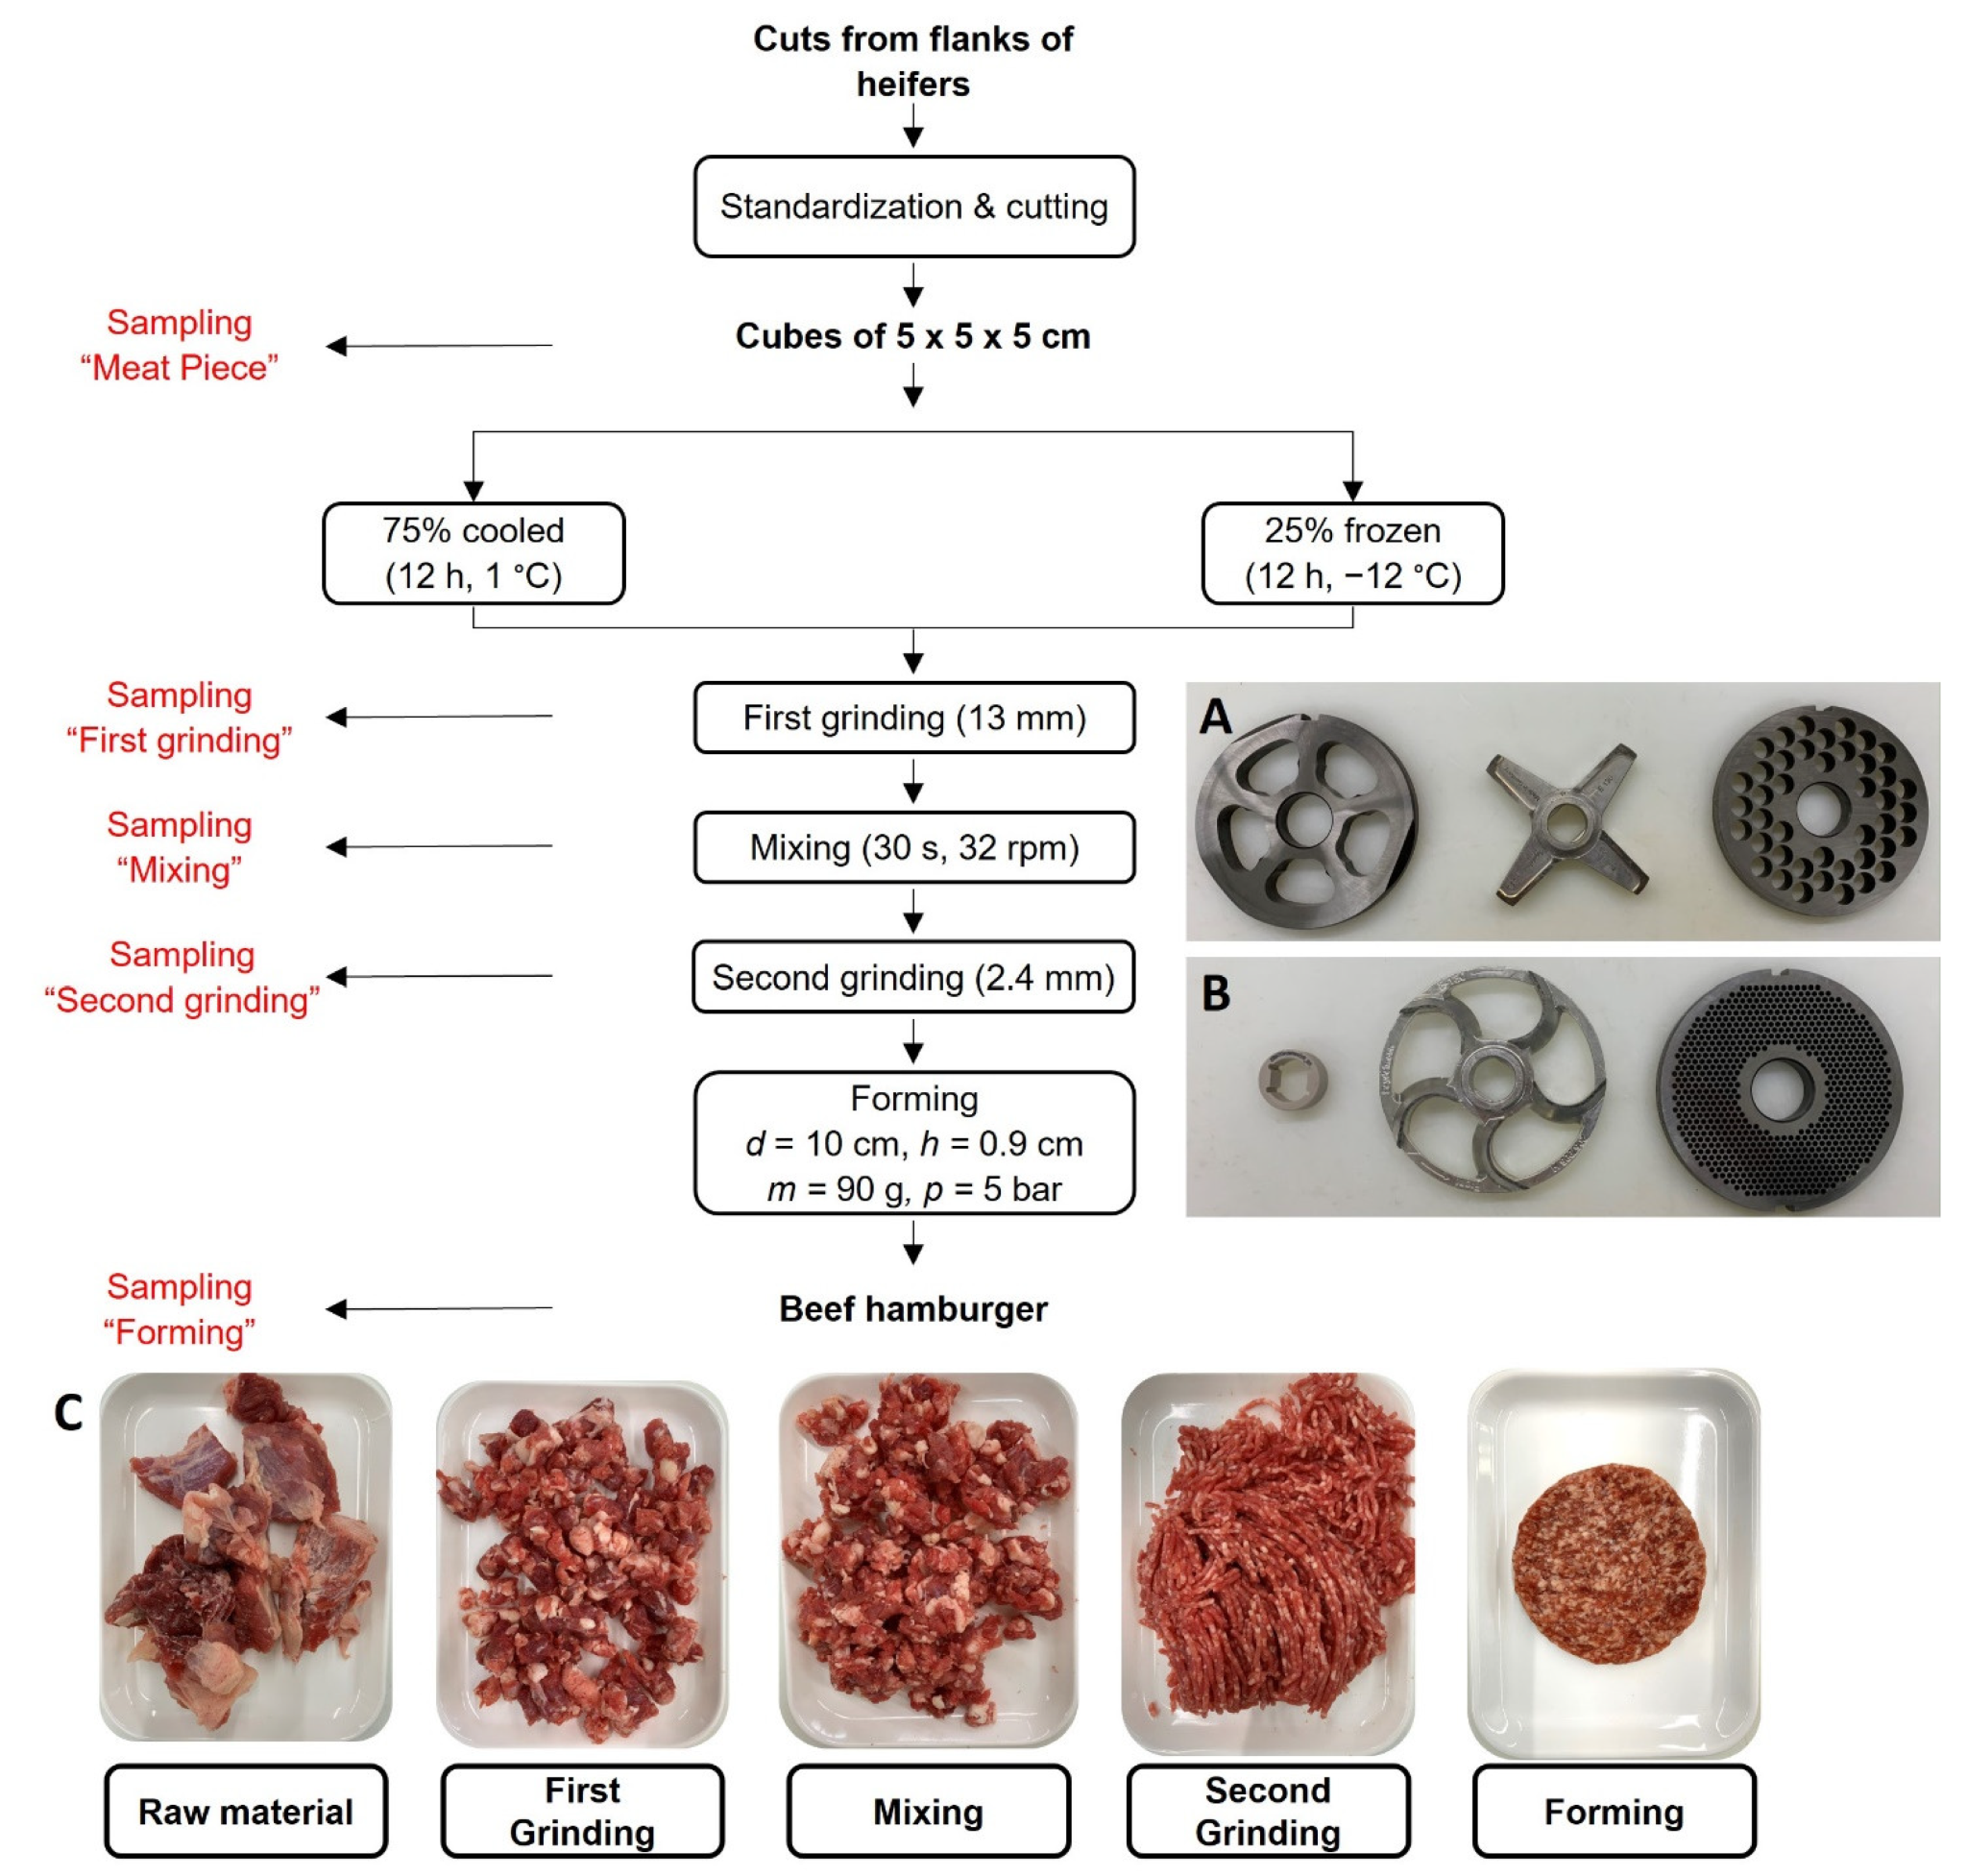 Cuts from flanks of
heifers
Standardization & cutting
Sampling
“Meat Piece”
Cubes of 5 x 5 x 5 cm
75% cooled
(12 h, 1 °C)
25% frozen
(12 h, −12 °C)
Sampling
“First grinding”
First grinding (13 mm)
A
Sampling
“Mixing”
Mixing (30 s, 32 rpm)
Sampling
“Second grinding”
Second grinding (2.4 mm)
B
Forming
d = 10 cm, h = 0.9 cm
m = 90 g, p = 5 bar
Sampling
“Forming”
Beef hamburger
C
Raw material
First
Grinding
Mixing
Second
Grinding
Forming